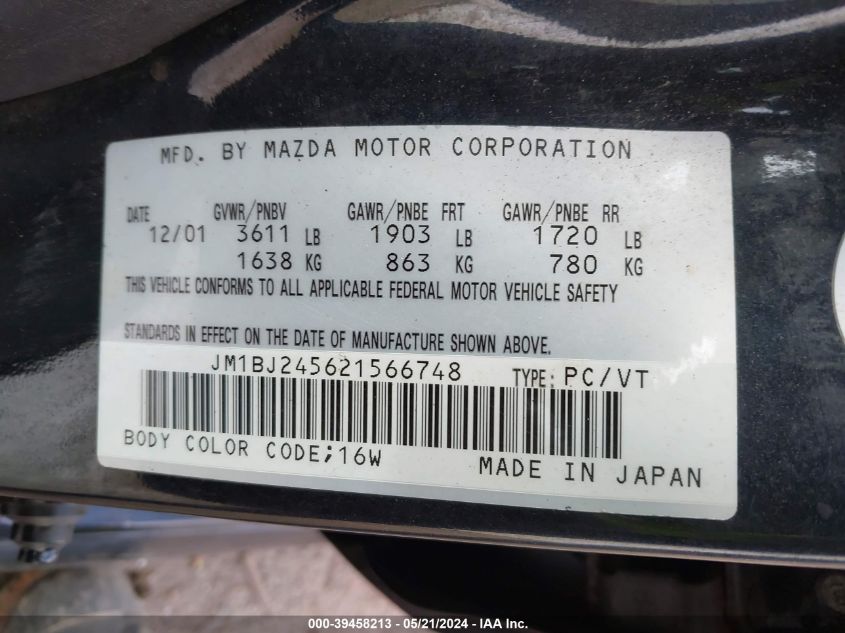 MFD. BY MAZDA MOTOR CORPORATION
DATE GVWR/PNBV GAWR/PNBE FRT GAWR/PNBE RR
12/01 3611 LB 1903 LB 1720 LB
1638 KG 863 KG 780 KG
THIS VEHICLE CONFORMS TO ALL APPLICABLE FEDERAL MOTOR VEHICLE SAFETY
STANDARDS IN EFFECT ON THE DATE OF MANUFACTURE SHOWN ABOVE.
JM1BJ245621566748 TYPE: PC/VT
BODY COLOR CODE;16W
MADE IN JAPAN
000-39458213 - 05/21/2024 - IAA Inc.